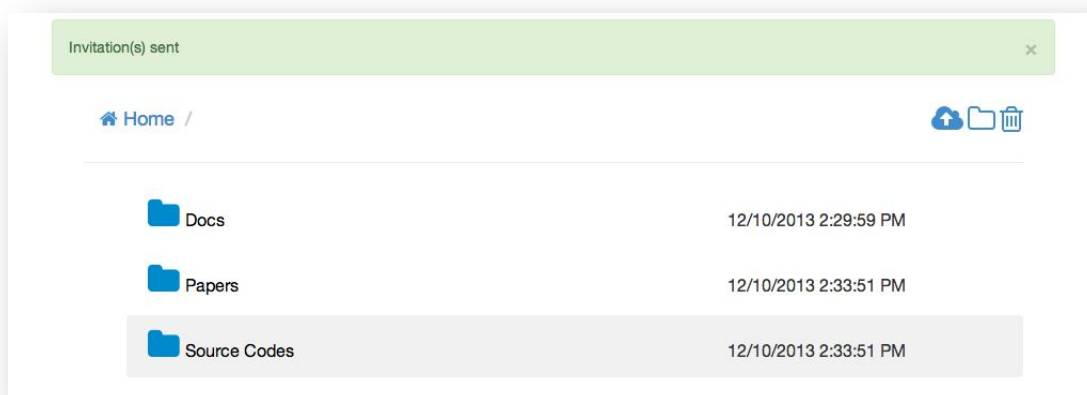 Invitation(s) sent ×
Home /
Docs 12/10/2013 2:29:59 PM
Papers 12/10/2013 2:33:51 PM
Source Codes 12/10/2013 2:33:51 PM